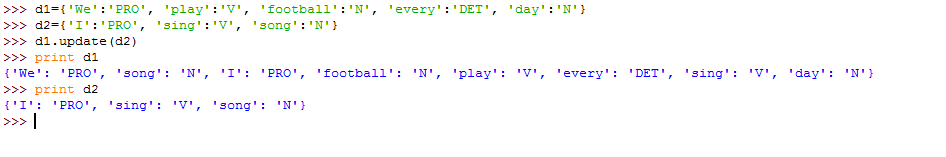 >>> d1={'We':'PRO', 'play':'V', 'football':'N', 'every':'DET', 'day':'N'}
>>> d2={'I':'PRO', 'sing':'V', 'song':'N'}
>>> d1.update(d2)
>>> print d1
{'We': 'PRO', 'song': 'N', 'I': 'PRO', 'football': 'N', 'play': 'V', 'every': 'DET', 'sing': 'V', 'day': 'N'}
>>> print d2
{'I': 'PRO', 'sing': 'V', 'song': 'N'}
>>>